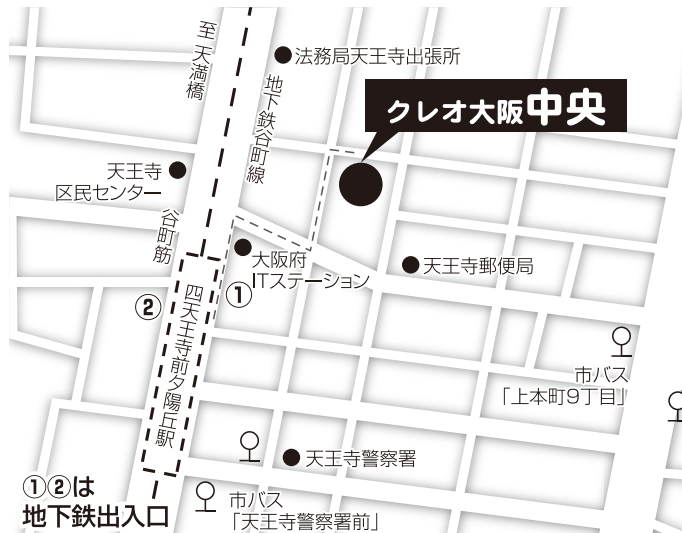 至 天満橋
法務局天王寺出張所
地下鉄谷町線
クレオ大阪中央
天王寺
区民センター
谷町筋
大阪府
ITステーション
天王寺郵便局
①
②
四天王寺前夕陽丘駅
市バス
「上本町9丁目」
天王寺警察署
①②は
地下鉄出入口
市バス
「天王寺警察署前」